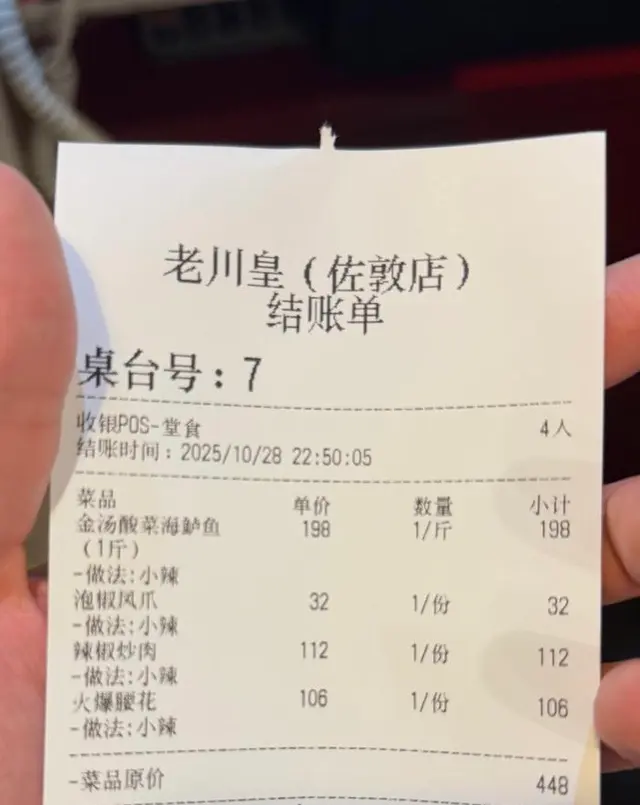 老川皇（佐敦店）
结账单
桌台号：7
收银POS-堂食 4人
结账时间：2025/10/28 22:50:05
菜品 单价 数量 小计
金汤酸菜海鲈鱼 198 1/斤 198
（1斤）
-做法:小辣
泡椒凤爪 32 1/份 32
-做法:小辣
辣椒炒肉 112 1/份 112
-做法:小辣
火爆腰花 106 1/份 106
-做法:小辣
-菜品原价 448